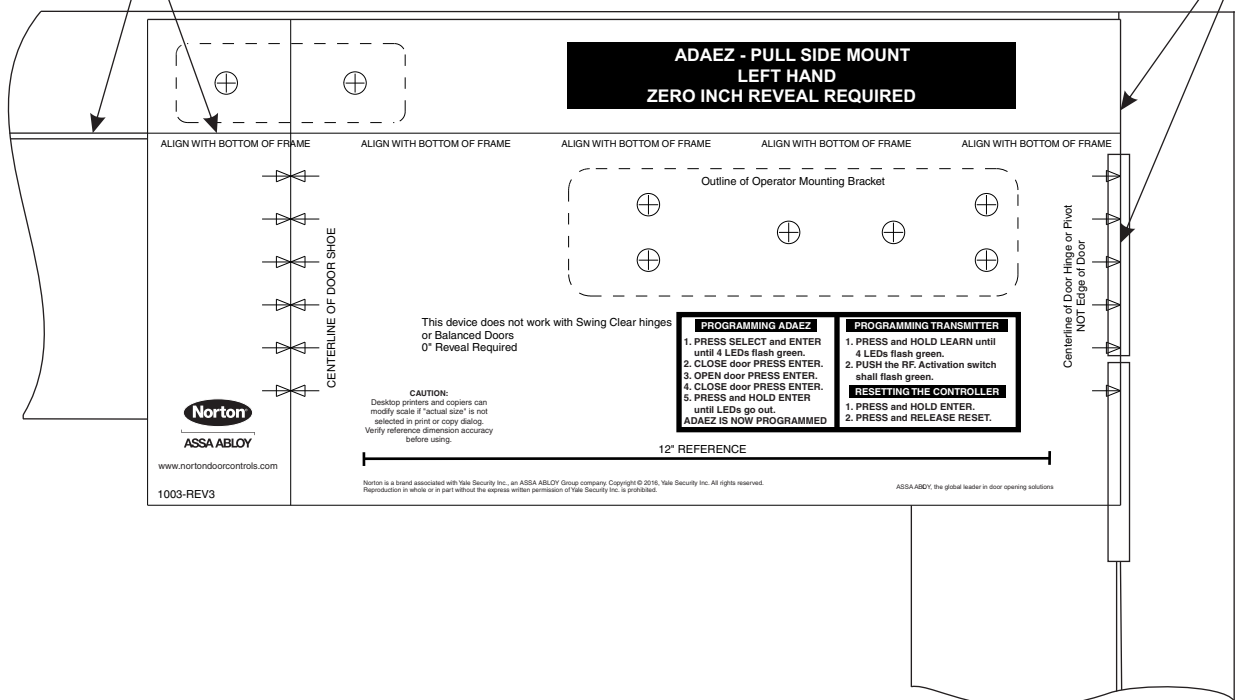 ADAEZ - PULL SIDE MOUNT
LEFT HAND
ZERO INCH REVEAL REQUIRED
ALIGN WITH BOTTOM OF FRAME
ALIGN WITH BOTTOM OF FRAME
ALIGN WITH BOTTOM OF FRAME
ALIGN WITH BOTTOM OF FRAME
ALIGN WITH BOTTOM OF FRAME
Outline of Operator Mounting Bracket
CENTERLINE OF DOOR SHOE
Centerline of Door Hinge or Pivot
NOT Edge of Door
This device does not work with Swing Clear hinges
or Balanced Doors
0" Reveal Required
PROGRAMMING ADAEZ
1. PRESS SELECT and ENTER
until 4 LEDs flash green.
2. CLOSE door PRESS ENTER.
3. OPEN door PRESS ENTER.
4. CLOSE door PRESS ENTER.
5. PRESS and HOLD ENTER
until LEDs go out.
ADAEZ IS NOW PROGRAMMED
PROGRAMMING TRANSMITTER
1. PRESS and HOLD LEARN until
4 LEDs flash green.
2. PUSH the RF. Activation switch
shall flash green.
RESETTING THE CONTROLLER
1. PRESS and HOLD ENTER.
2. PRESS and RELEASE RESET.
CAUTION:
Desktop printers and copiers can
modify scale if "actual size" is not
selected in print or copy dialog.
Verify reference dimension accuracy
before using.
Norton®
ASSA ABLOY
www.nortondoorcontrols.com
1003-REV3
12" REFERENCE
Norton is a brand associated with Yale Security Inc., an ASSA ABLOY Group company. Copyright © 2016, Yale Security Inc. All rights reserved.
Reproduction in whole or in part without the express written permission of Yale Security Inc. is prohibited.
ASSA ABLOY, the global leader in door opening solutions